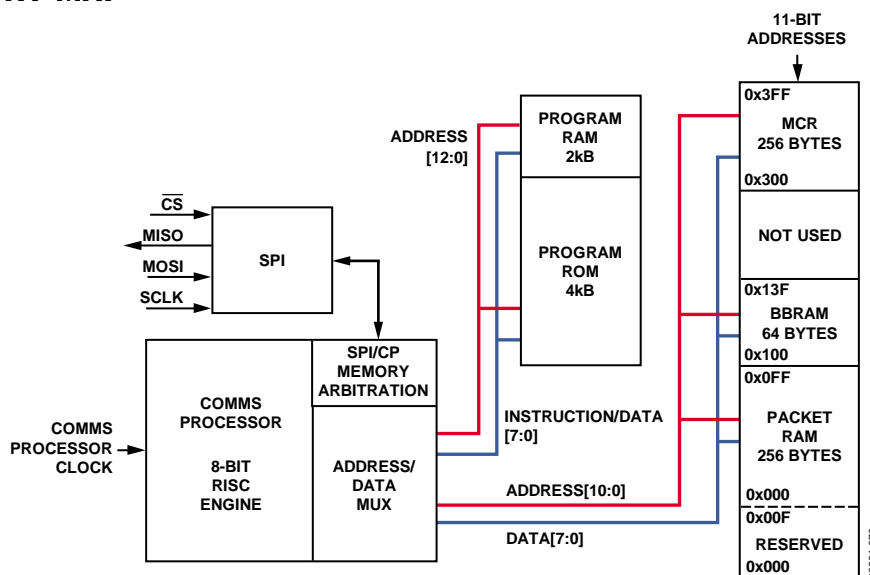 11-BIT
ADDRESSES
0x3FF
MCR
256 BYTES
0x300
NOT USED
0x13F
BBRAM
64 BYTES
0x100
0x0FF
PACKET
RAM
256 BYTES
0x000
0x00F
RESERVED
0x000
ADDRESS
[12:0]
PROGRAM
RAM
2kB
PROGRAM
ROM
4kB
CS
MISO
MOSI
SCLK
SPI
SPI/CP
MEMORY
ARBITRATION
COMMS
PROCESSOR
CLOCK
COMMS
PROCESSOR
8-BIT
RISC
ENGINE
ADDRESS/
DATA
MUX
INSTRUCTION/DATA
[7:0]
ADDRESS[10:0]
DATA[7:0]